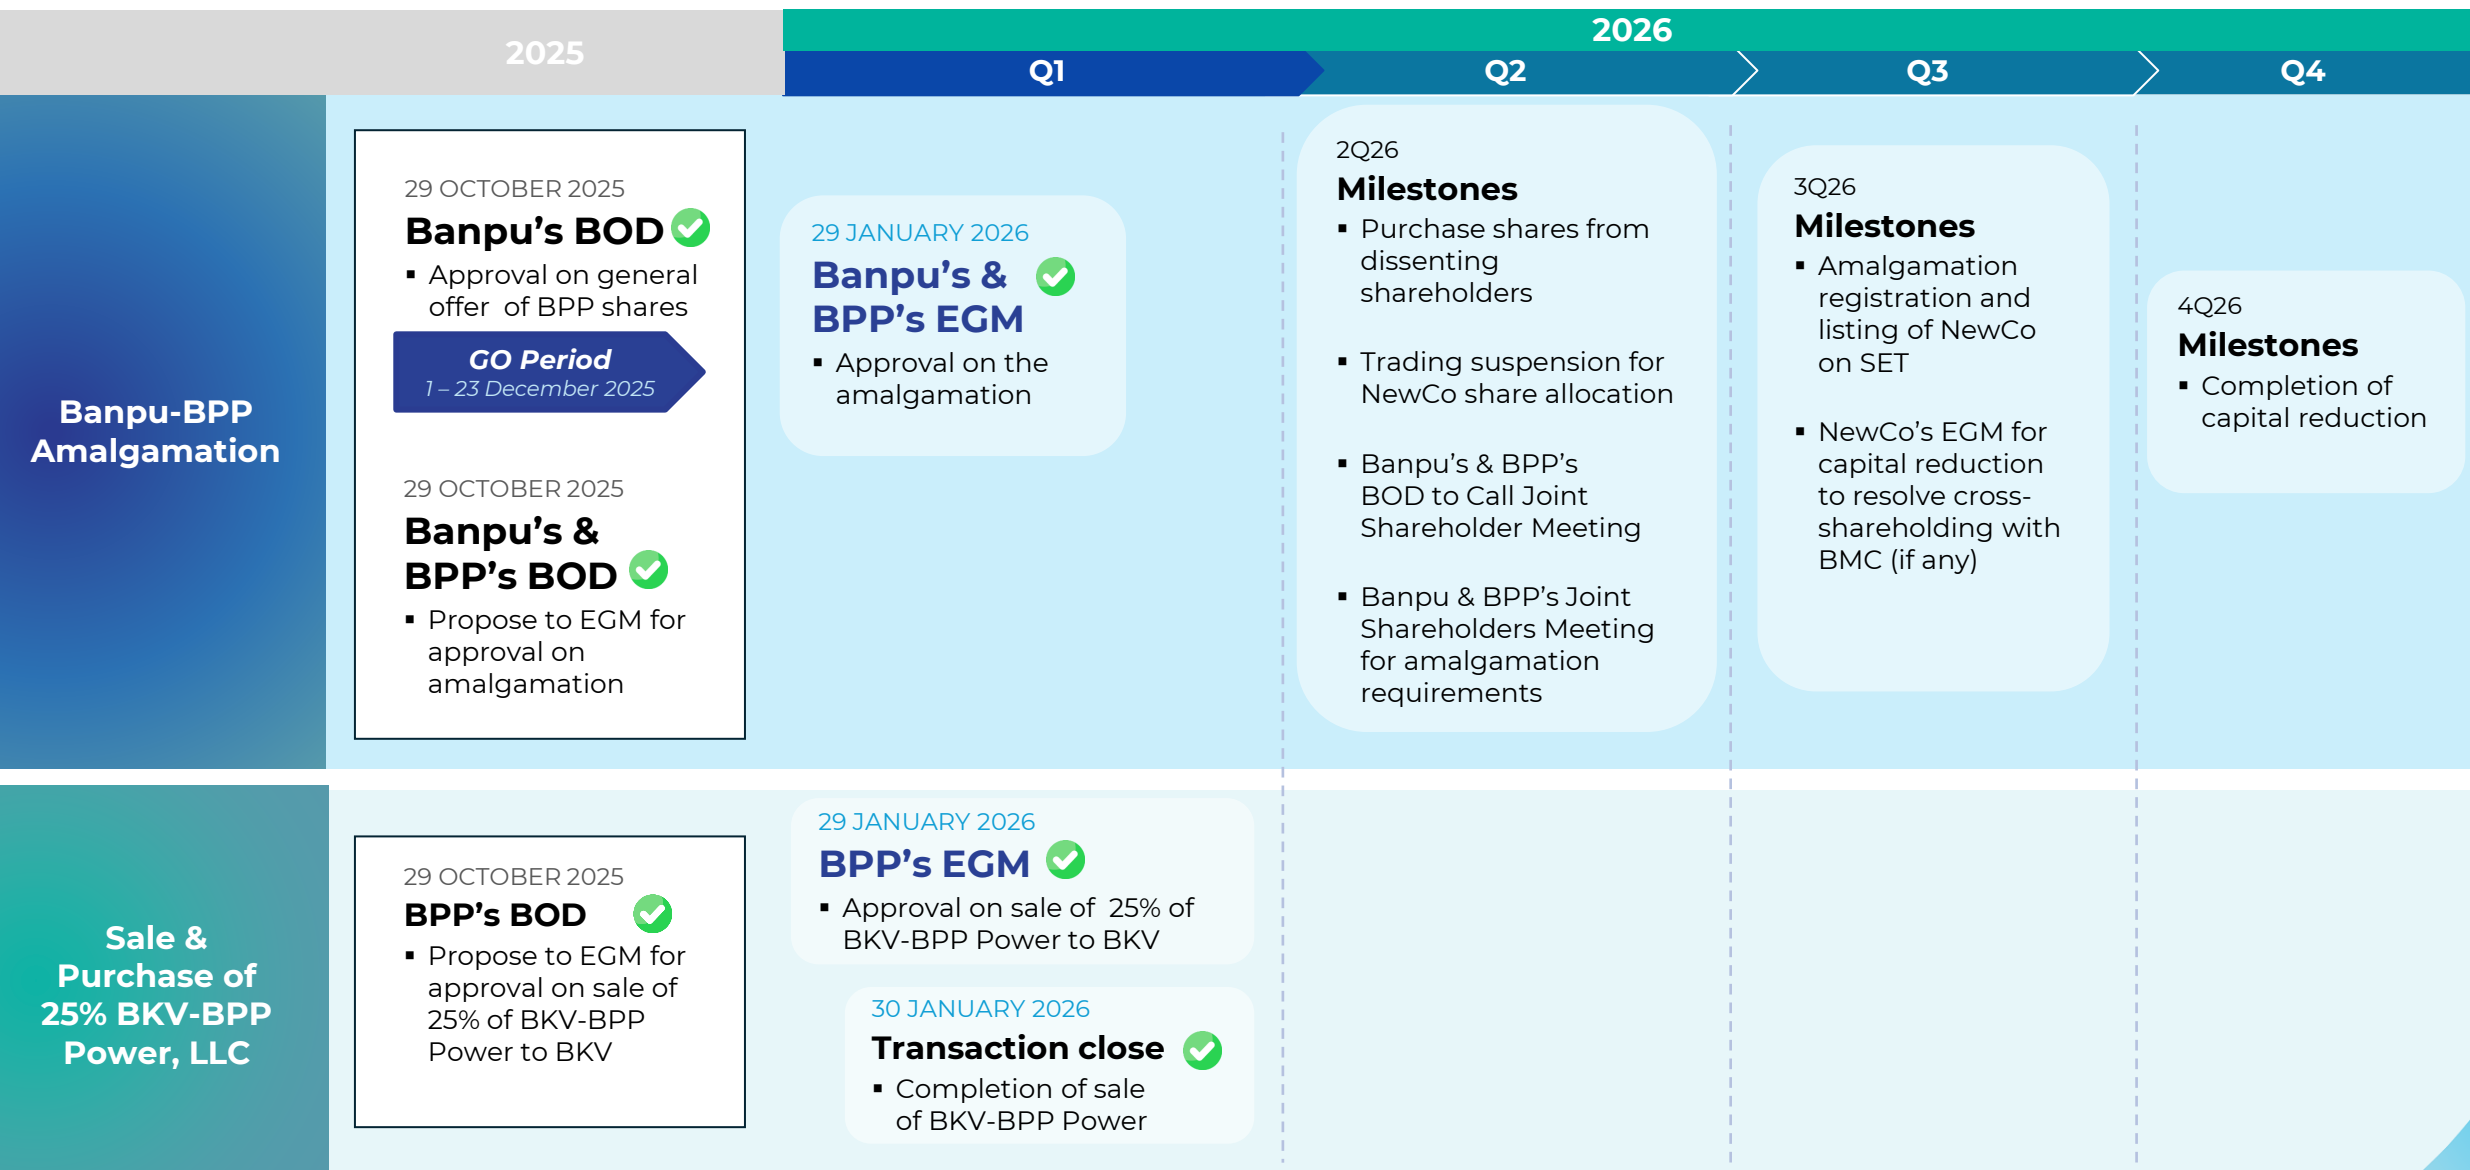 2025
2026
Q1
Q2
Q3
Q4
Banpu-BPP
Amalgamation
29 OCTOBER 2025
Banpu’s BOD
▪ Approval on general
offer of BPP shares
GO Period
1 – 23 December 2025
29 OCTOBER 2025
Banpu’s &
BPP’s BOD
▪ Propose to EGM for
approval on
amalgamation
29 JANUARY 2026
Banpu’s &
BPP’s EGM
▪ Approval on the
amalgamation
2Q26
Milestones
▪ Purchase shares from
dissenting
shareholders
▪ Trading suspension for
NewCo share allocation
▪ Banpu’s & BPP’s
BOD to Call Joint
Shareholder Meeting
▪ Banpu & BPP’s Joint
Shareholders Meeting
for amalgamation
requirements
3Q26
Milestones
▪ Amalgamation
registration and
listing of NewCo
on SET
▪ NewCo’s EGM for
capital reduction
to resolve cross-
shareholding with
BMC (if any)
4Q26
Milestones
▪ Completion of
capital reduction
Sale &
Purchase of
25% BKV-BPP
Power, LLC
29 OCTOBER 2025
BPP’s BOD
▪ Propose to EGM for
approval on sale of
25% of BKV-BPP
Power to BKV
29 JANUARY 2026
BPP’s EGM
▪ Approval on sale of 25% of
BKV-BPP Power to BKV
30 JANUARY 2026
Transaction close
▪ Completion of sale
of BKV-BPP Power